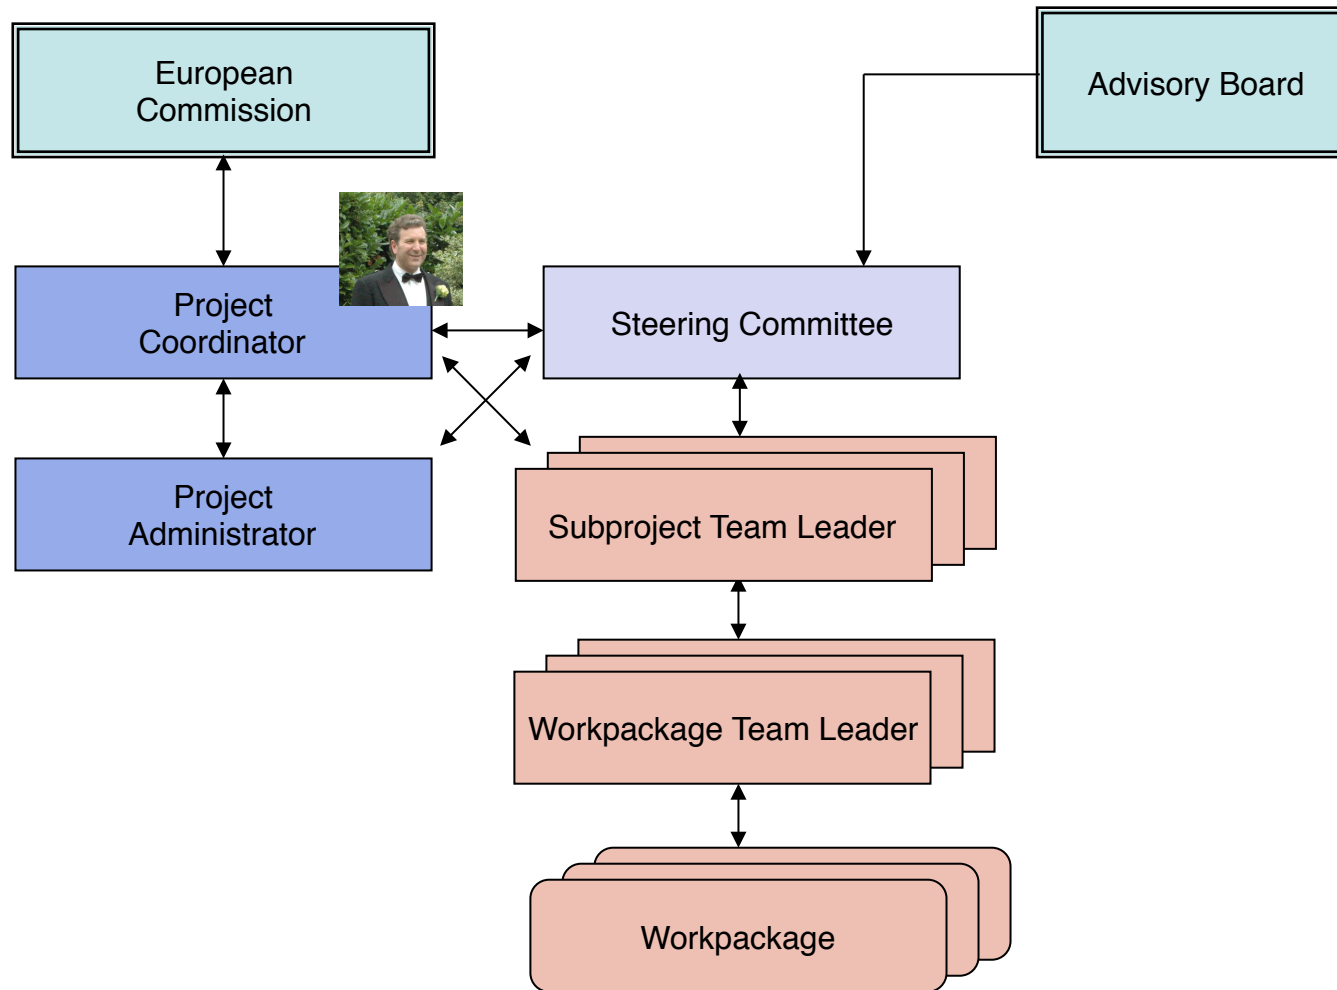 European
Commission
Advisory Board
Project
Coordinator
Steering Committee
Project
Administrator
Subproject Team Leader
Workpackage Team Leader
Workpackage